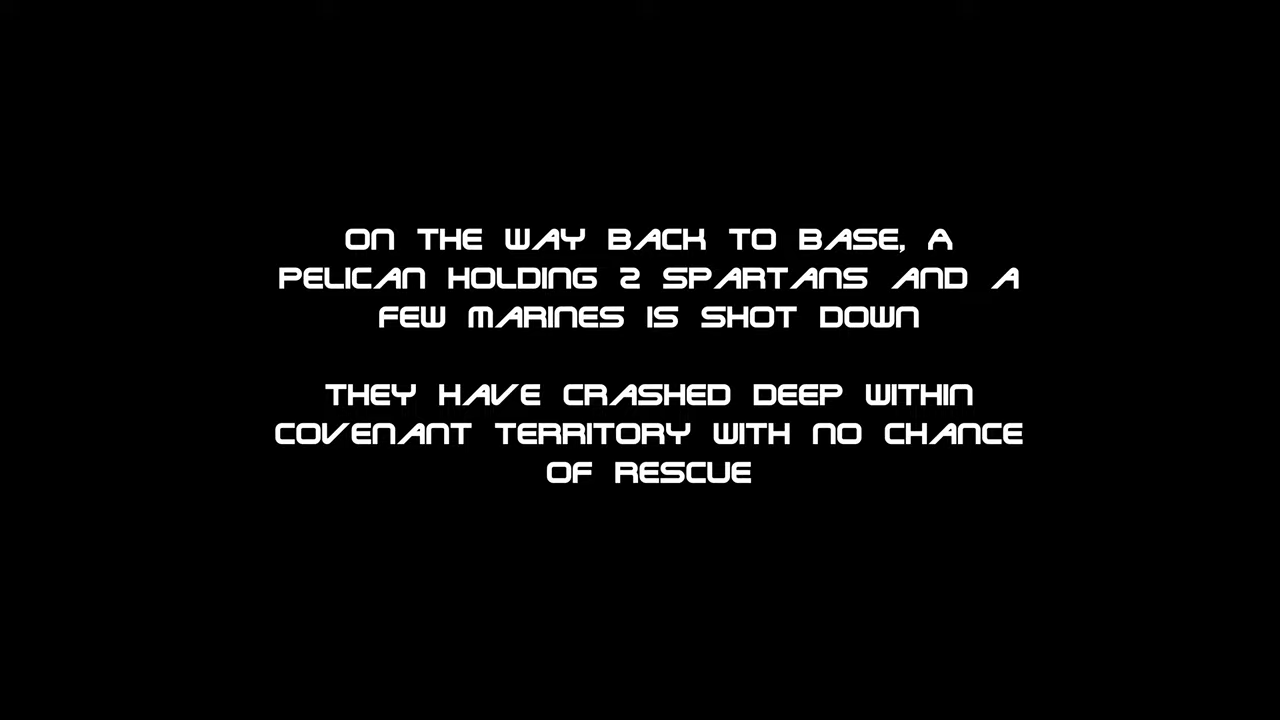 ON THE WAY BACK TO BASE, A
PELICAN HOLDING 2 SPARTANS AND A
FEW MARINES IS SHOT DOWN
THEY HAVE CRASHED DEEP WITHIN
COVENANT TERRITORY WITH NO CHANCE
OF RESCUE